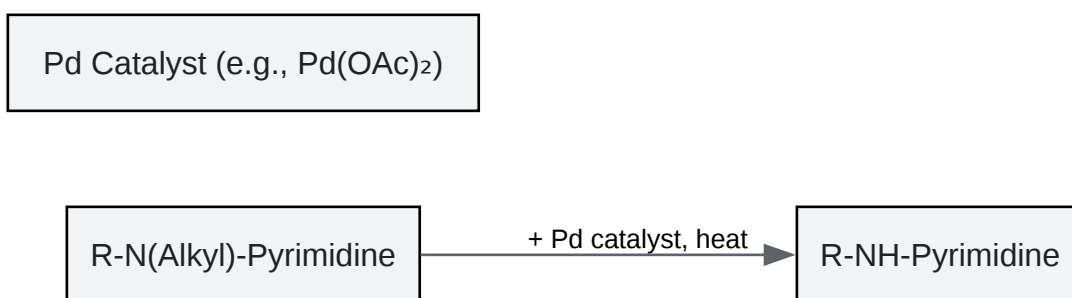 Pd Catalyst (e.g., Pd(OAc)₂)
+ Pd catalyst, heat
R-N(Alkyl)-Pyrimidine
R-NH-Pyrimidine